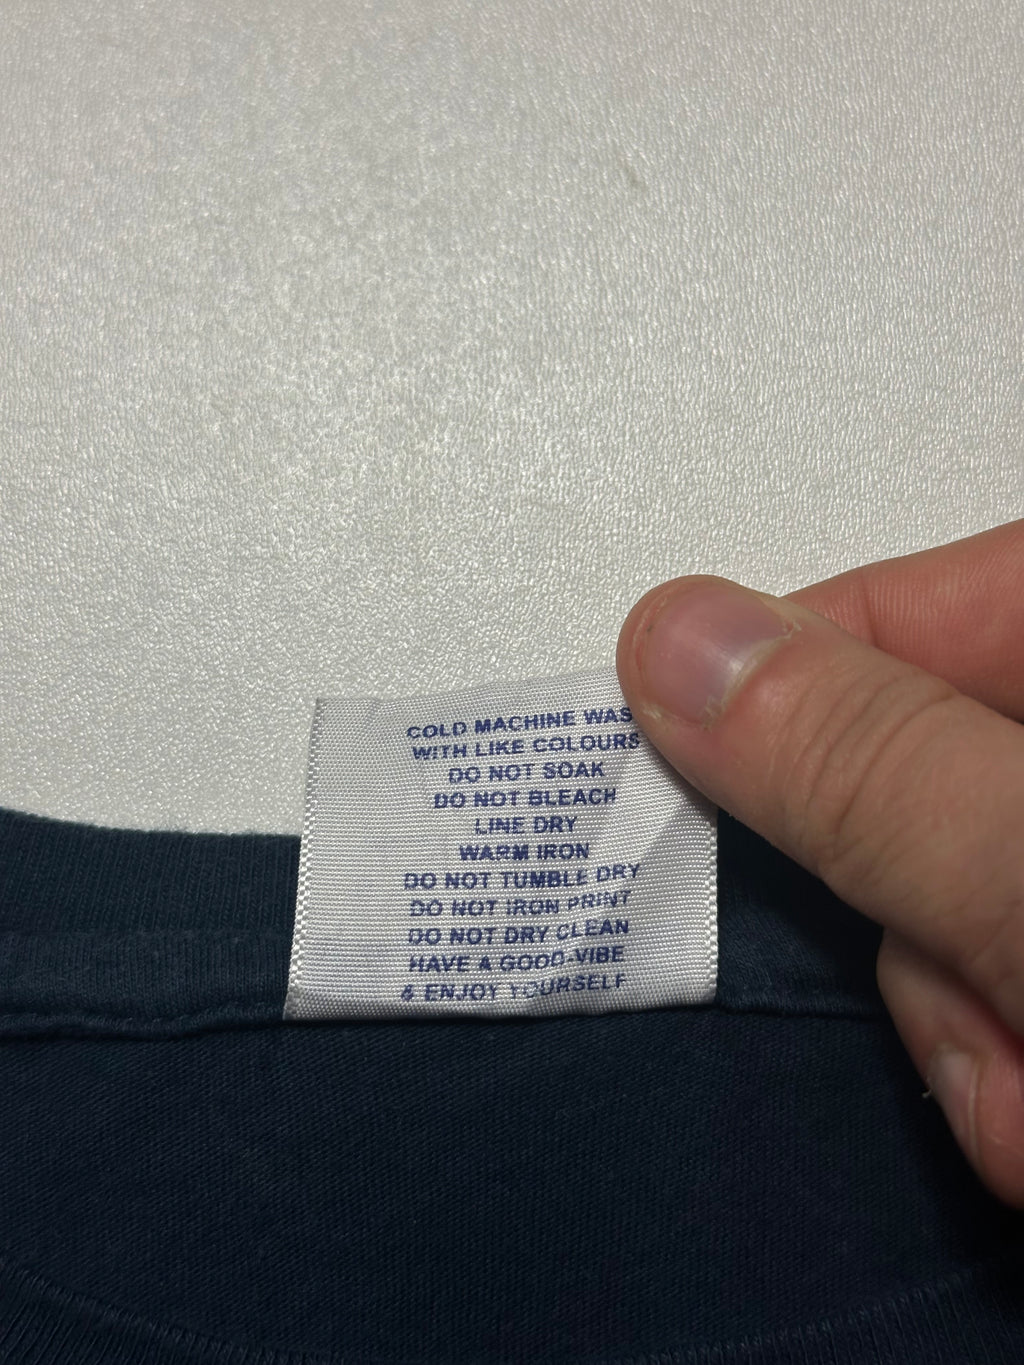 COLD MACHINE WAS
WITH LIKE COLOURS
DO NOT SOAK
DO NOT BLEACH
LINE DRY
WARM IRON
DO NOT TUMBLE DRY
DO NOT IRON PRINT
DO NOT DRY CLEAN
HAVE A GOOD-VIBE
& ENJOY YOURSELF